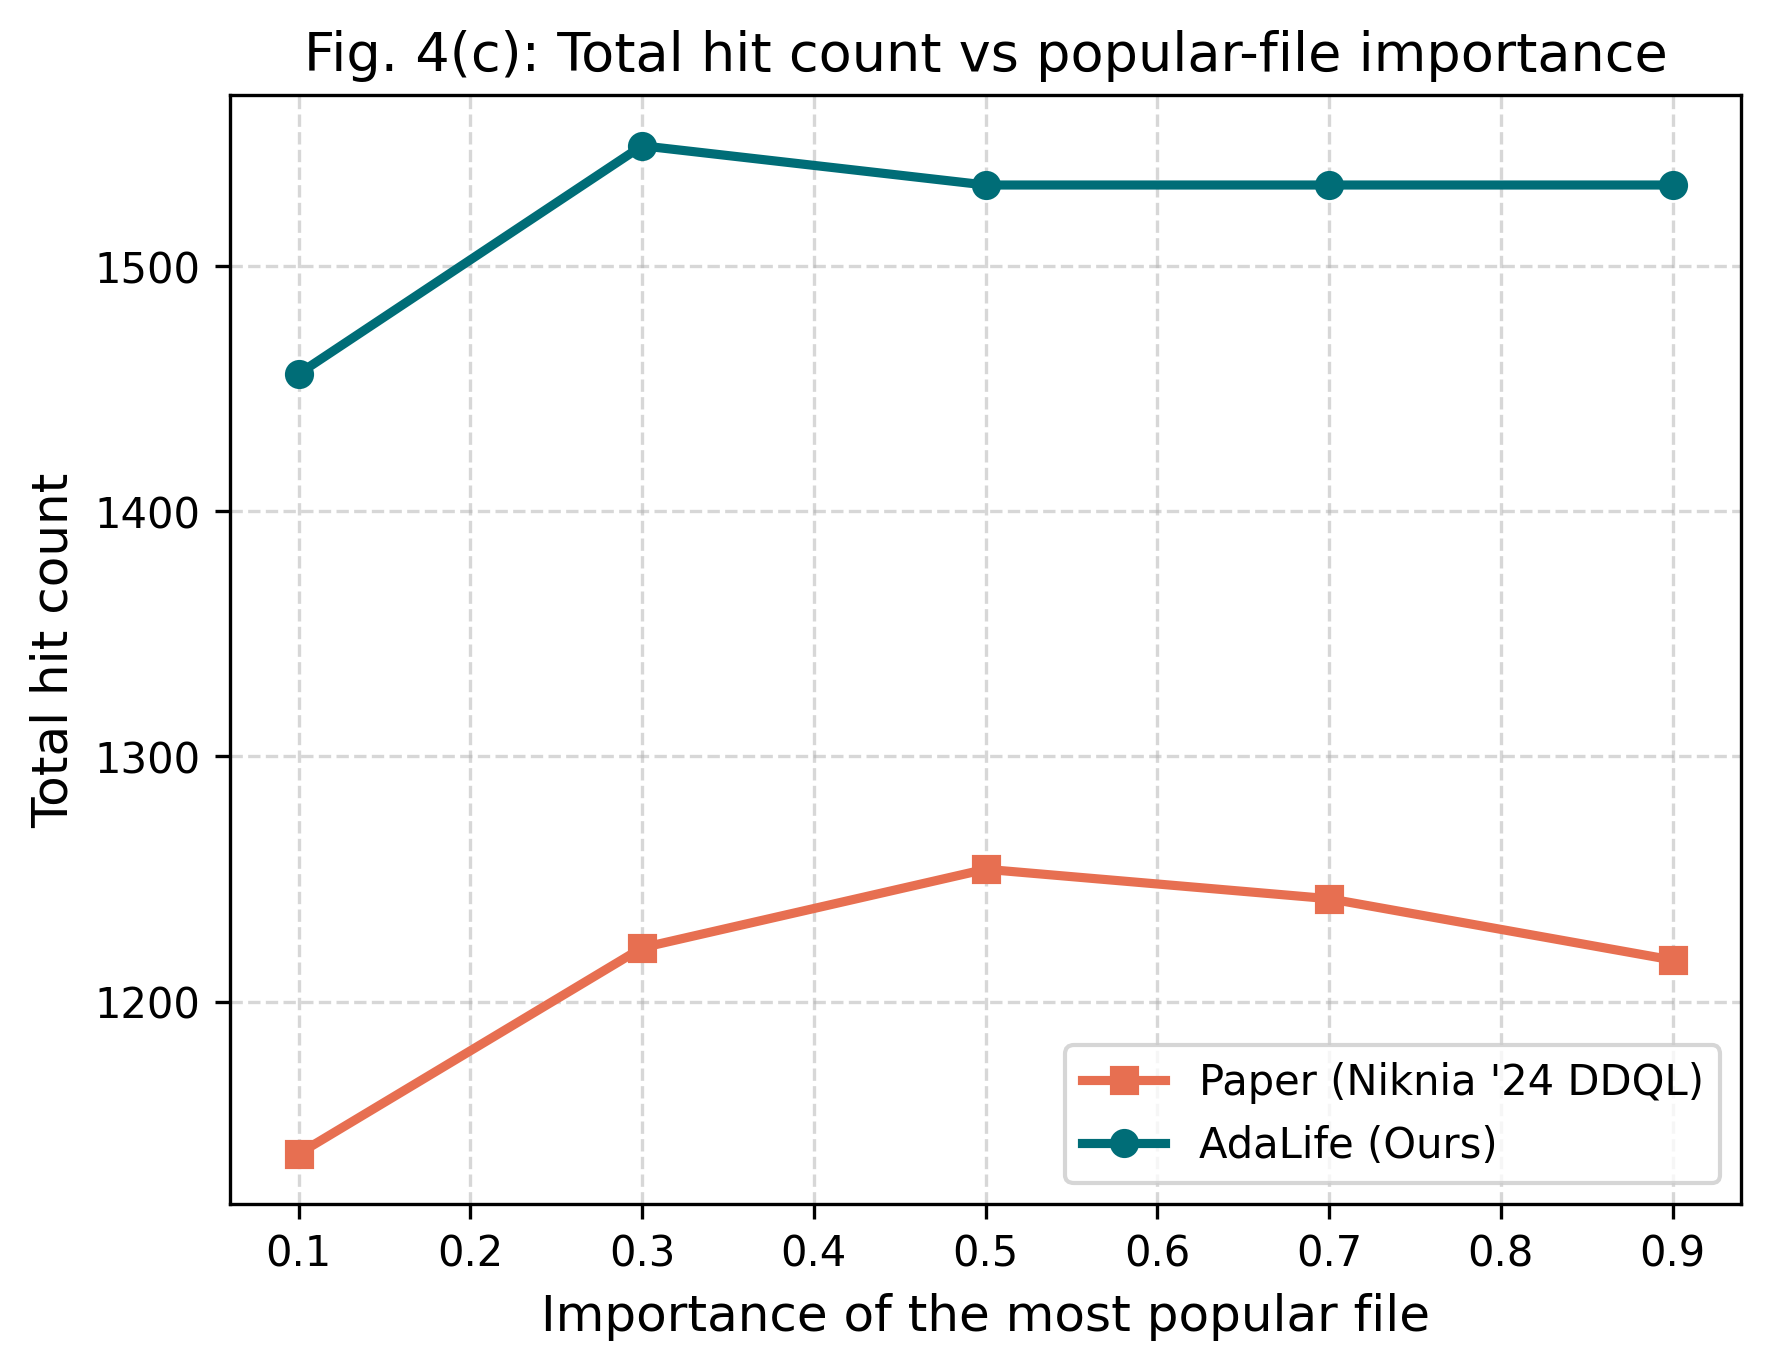 Fig. 4(c): Total hit count vs popular-file importance
Total hit count
1500
1400
1300
1200
Paper (Niknia '24 DDQL)
AdaLife (Ours)
0.1 0.2 0.3 0.4 0.5 0.6 0.7 0.8 0.9
Importance of the most popular file